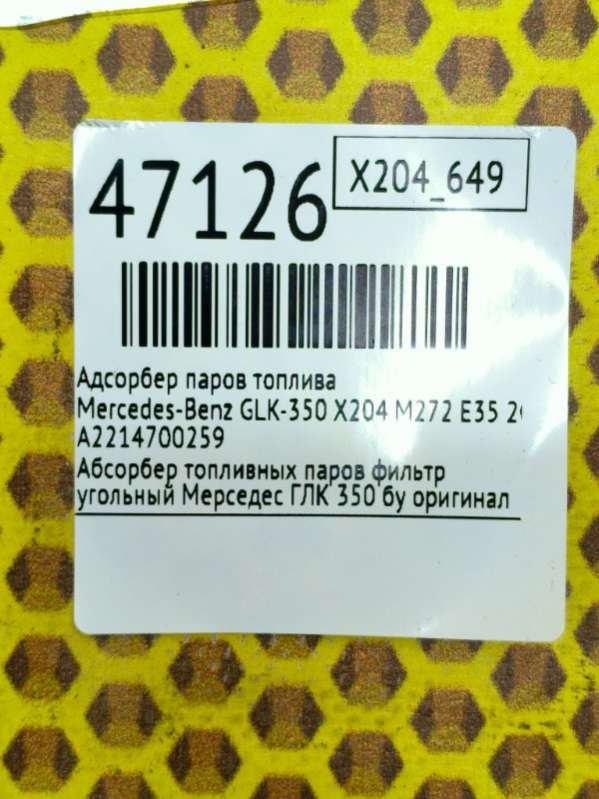 47126
X204_649
Адсорбер паров топлива
Mercedes-Benz GLK-350 X204 M272 E35
A2214700259
Абсорбер топливных паров фильтр
угольный Мерседес ГЛК 350 бу оригинал